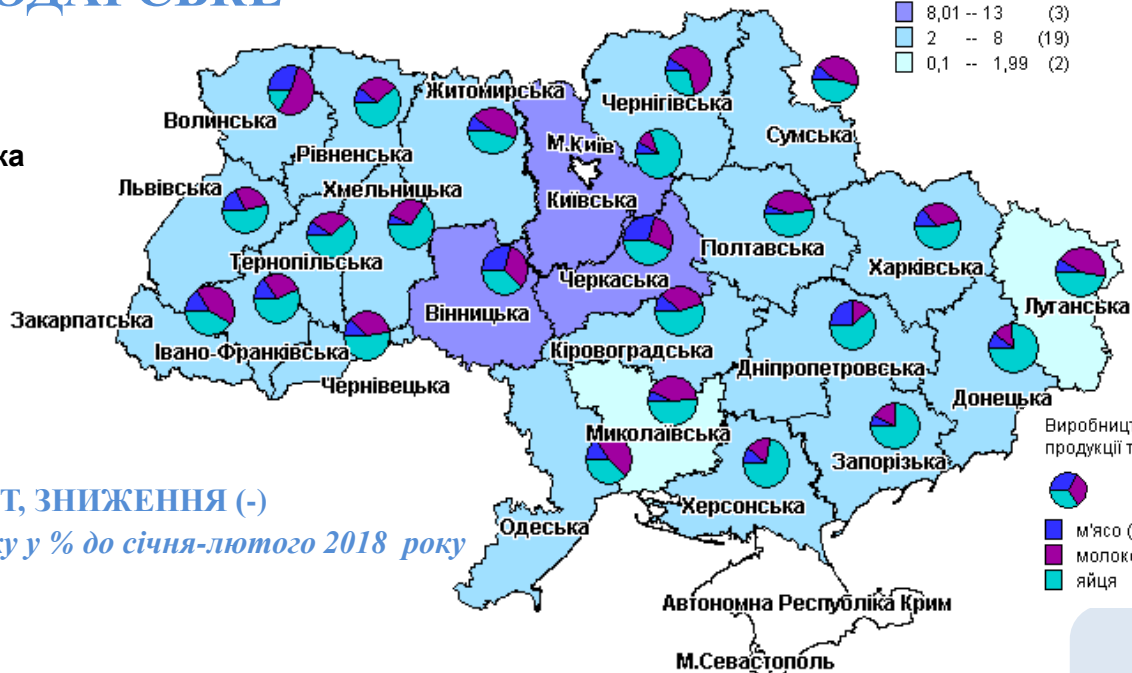 8,01 -- 13 (3)
2 -- 8 (19)
0,1 -- 1,99 (2)
Житомирська
Чернігівська
Волинська
Сумська
М.Київ
Рівненська
Львівська
Хмельницька
Київська
Полтавська
Тернопільська
Харківська
Черкаська
Луганська
Закарпатська
Вінницька
Івано-Франківська
Кіровоградська
Дніпропетровська
Чернівецька
Донецька
Миколаївська
Запорізька
Херсонська
Одеська
Автономна Республіка Крим
М.Севастополь
Т, ЗНИЖЕННЯ (-)
ку у % до січня-лютого 2018 року
продукції
м'ясо (
молоко
яйця